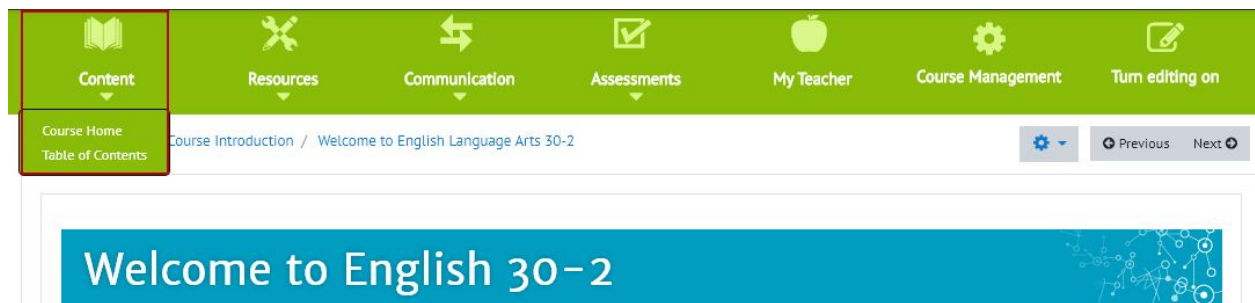 Content Resources Communication Assessments My Teacher Course Management Turn editing on
Course Home
Table of Contents
Course Introduction / Welcome to English Language Arts 30-2
Previous Next
Welcome to English 30-2